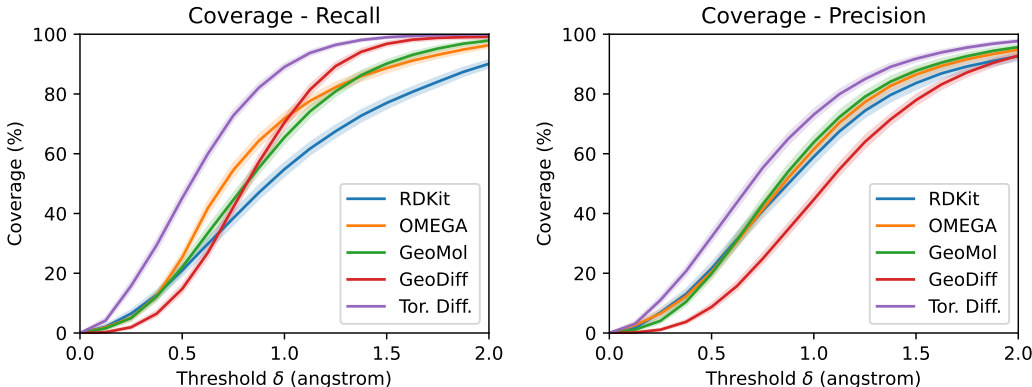 Coverage - Recall
100
80
60
40
20
0
Coverage (%)
0.0 0.5 1.0 1.5 2.0
Threshold δ (angstrom)
RDKit
OMEGA
GeoMol
GeoDiff
Tor. Diff.
Coverage - Precision
100
80
60
40
20
0
Coverage (%)
0.0 0.5 1.0 1.5 2.0
Threshold δ (angstrom)
RDKit
OMEGA
GeoMol
GeoDiff
Tor. Diff.